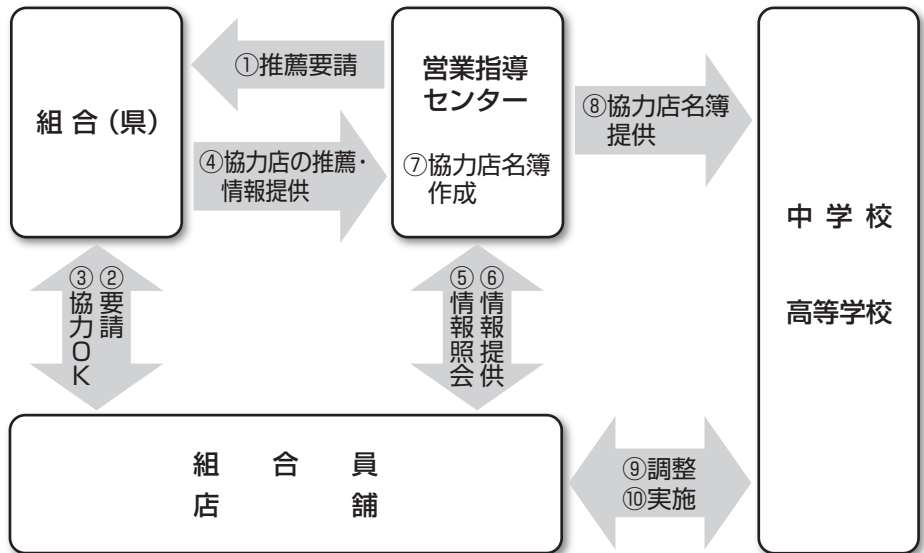 組合（県）
①推薦要請
④協力店の推薦・
情報提供
営業指導
センター
⑦協力店名簿
作成
⑧協力店名簿
提供
中学校
高等学校
②要請
③協力OK
⑥情報提供
⑤情報照会
組合員
店舗
⑨調整
⑩実施